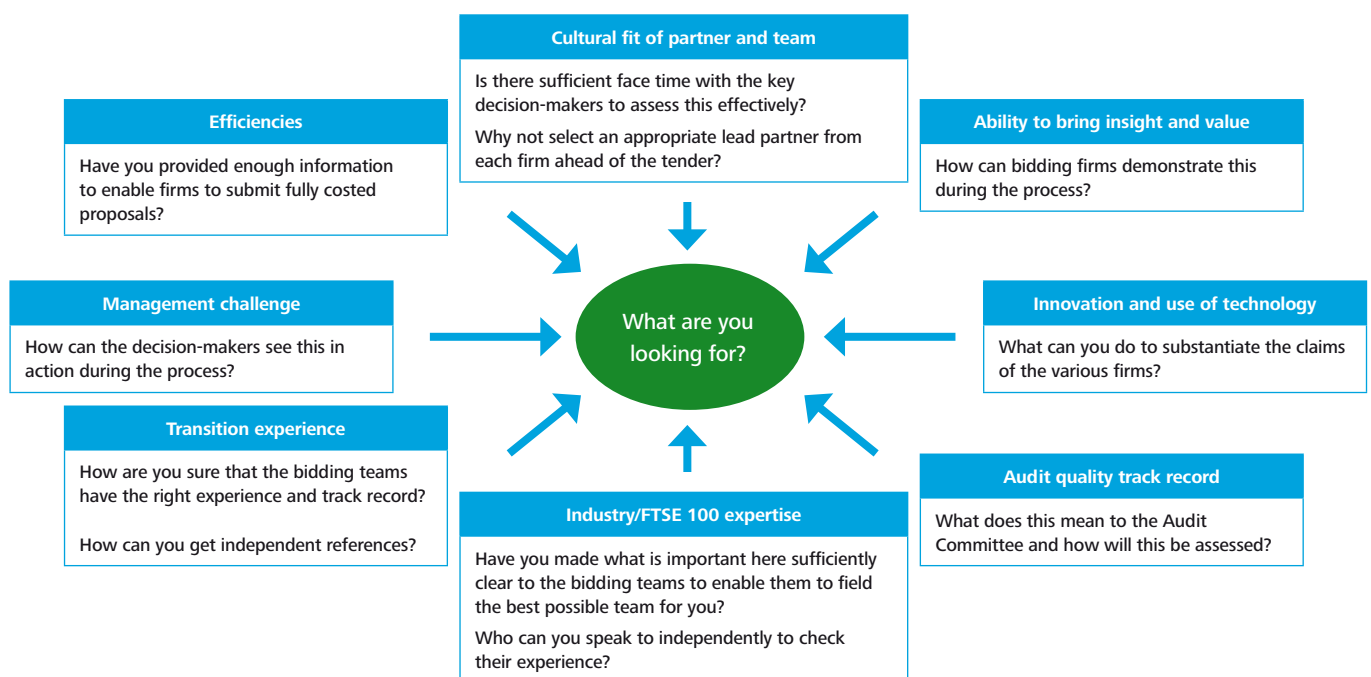 Cultural fit of partner and team
Is there sufficient face time with the key
decision-makers to assess this effectively?
Why not select an appropriate lead partner from
each firm ahead of the tender?
Efficiencies
Have you provided enough information
to enable firms to submit fully costed
proposals?
Ability to bring insight and value
How can bidding firms demonstrate this
during the process?
Management challenge
How can the decision-makers see this in
action during the process?
What are you
looking for?
Innovation and use of technology
What can you do to substantiate the claims
of the various firms?
Transition experience
How are you sure that the bidding teams
have the right experience and track record?
How can you get independent references?
Industry/FTSE 100 expertise
Have you made what is important here sufficiently
clear to the bidding teams to enable them to field
the best possible team for you?
Who can you speak to independently to check
their experience?
Audit quality track record
What does this mean to the Audit
Committee and how will this be assessed?